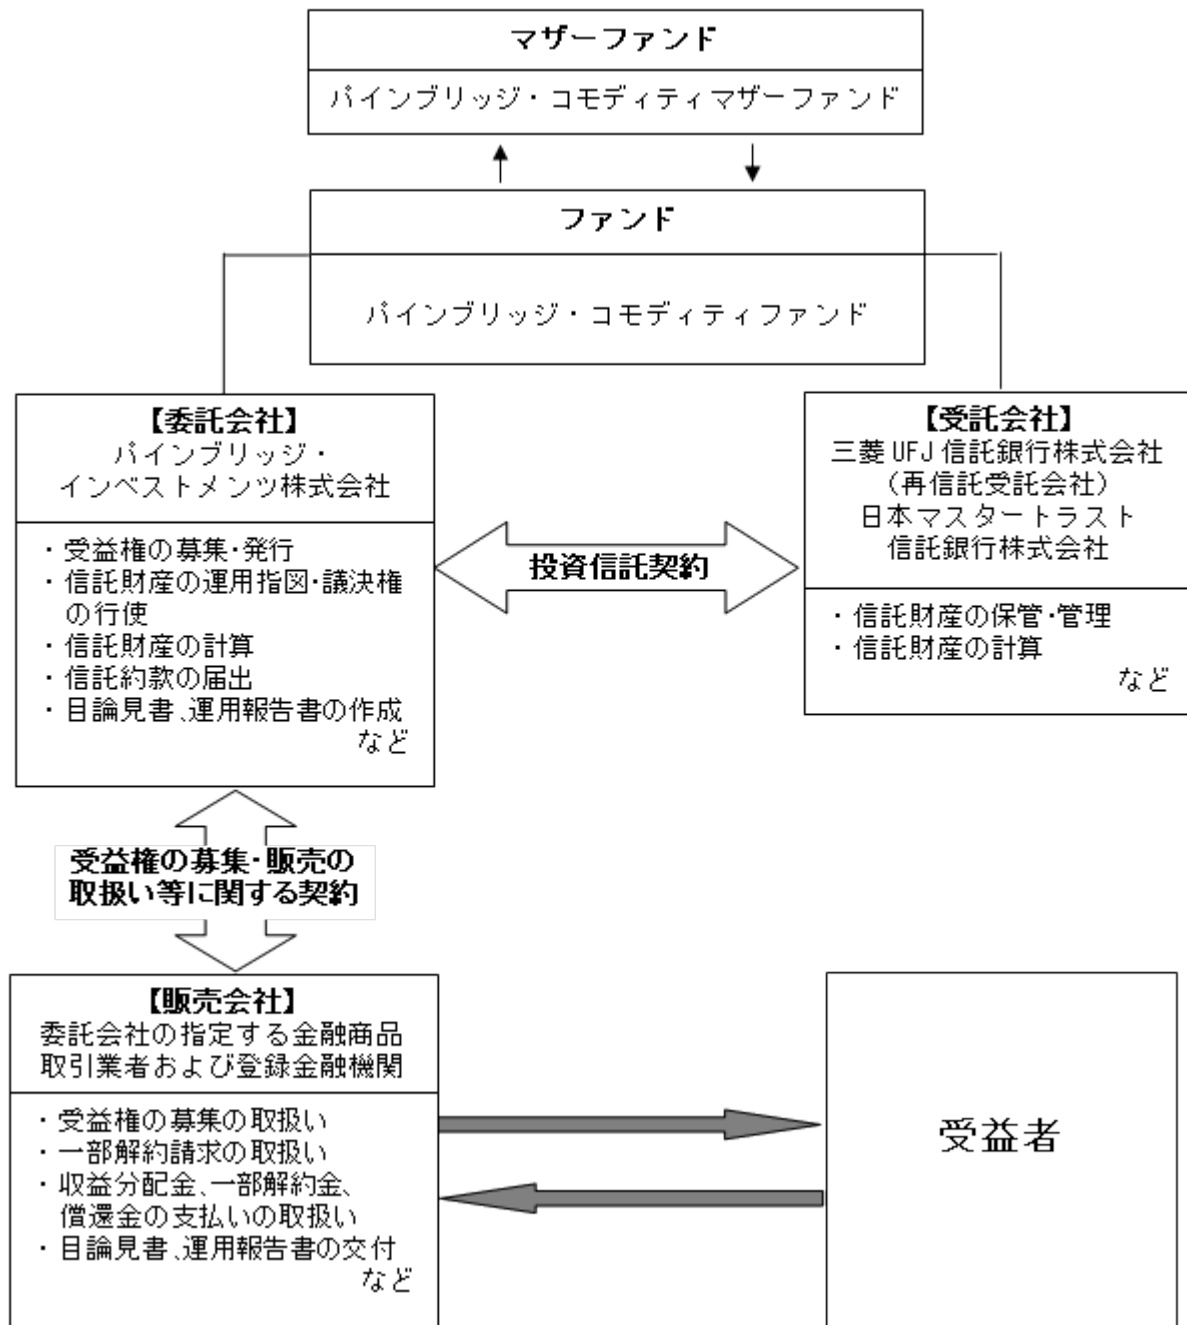 マザーファンド
パインブリッジ・コモディティマザーファンド
ファンド
パインブリッジ・コモディティファンド
【委託会社】
パインブリッジ・
インベストメンツ株式会社
・受益権の募集・発行
・信託財産の運用指図・議決権
の行使
・信託財産の計算
・信託約款の届出
・目論見書、運用報告書の作成
など
投資信託契約
【受託会社】
三菱UFJ信託銀行株式会社
（再信託受託会社）
日本マスタートラスト
信託銀行株式会社
・信託財産の保管・管理
・信託財産の計算
など
受益権の募集・販売の
取扱い等に関する契約
【販売会社】
委託会社の指定する金融商品
取引業者および登録金融機関
・受益権の募集の取扱い
・一部解約請求の取扱い
・収益分配金、一部解約金、
償還金の支払いの取扱い
・目論見書、運用報告書の交付
など
受益者